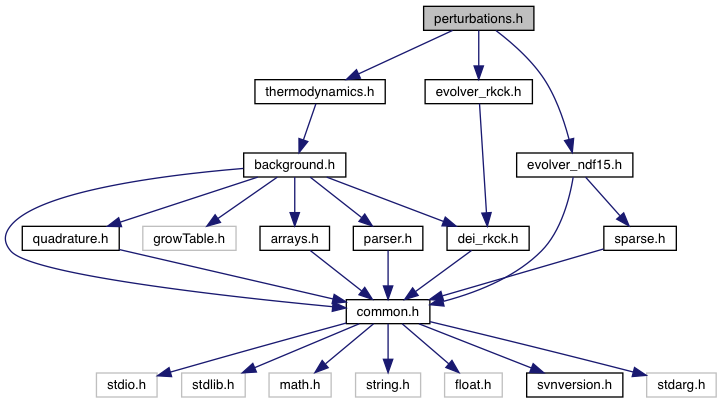 perturbations.h
thermodynamics.h
evolver_rkck.h
background.h
evolver_ndf15.h
quadrature.h
growTable.h
arrays.h
parser.h
dei_rkck.h
sparse.h
common.h
stdio.h
stdlib.h
math.h
string.h
float.h
svnversion.h
stdarg.h